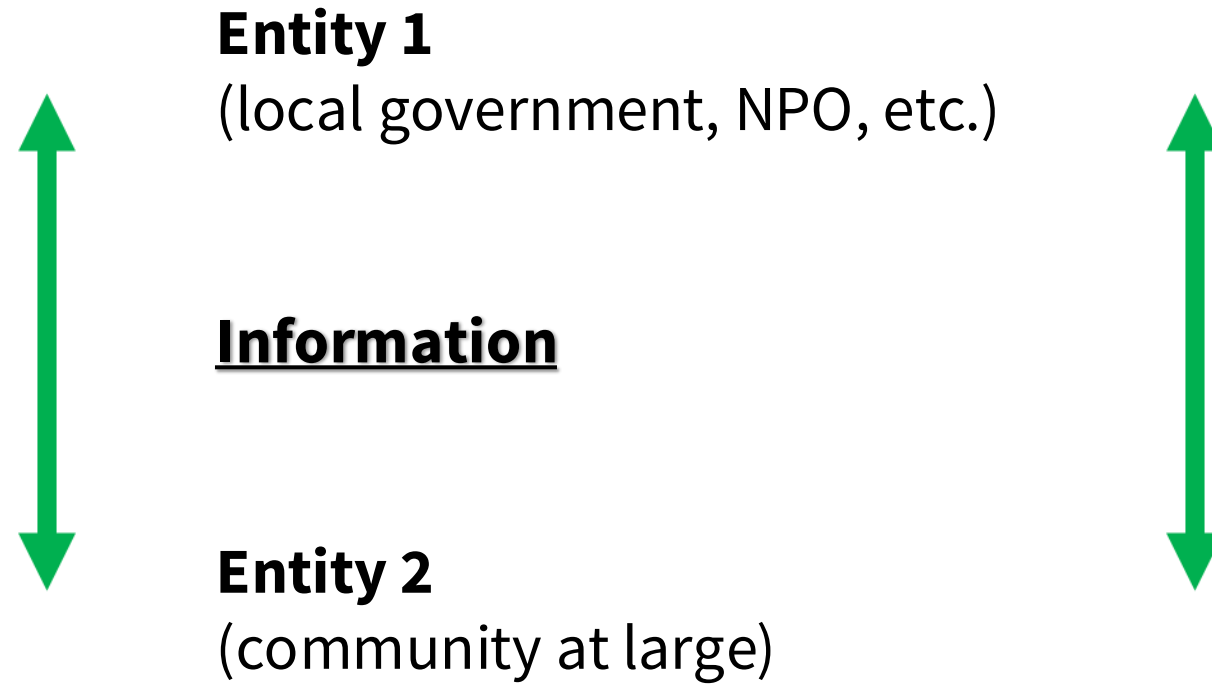 Entity 1
(local government, NPO, etc.)
Information
Entity 2
(community at large)